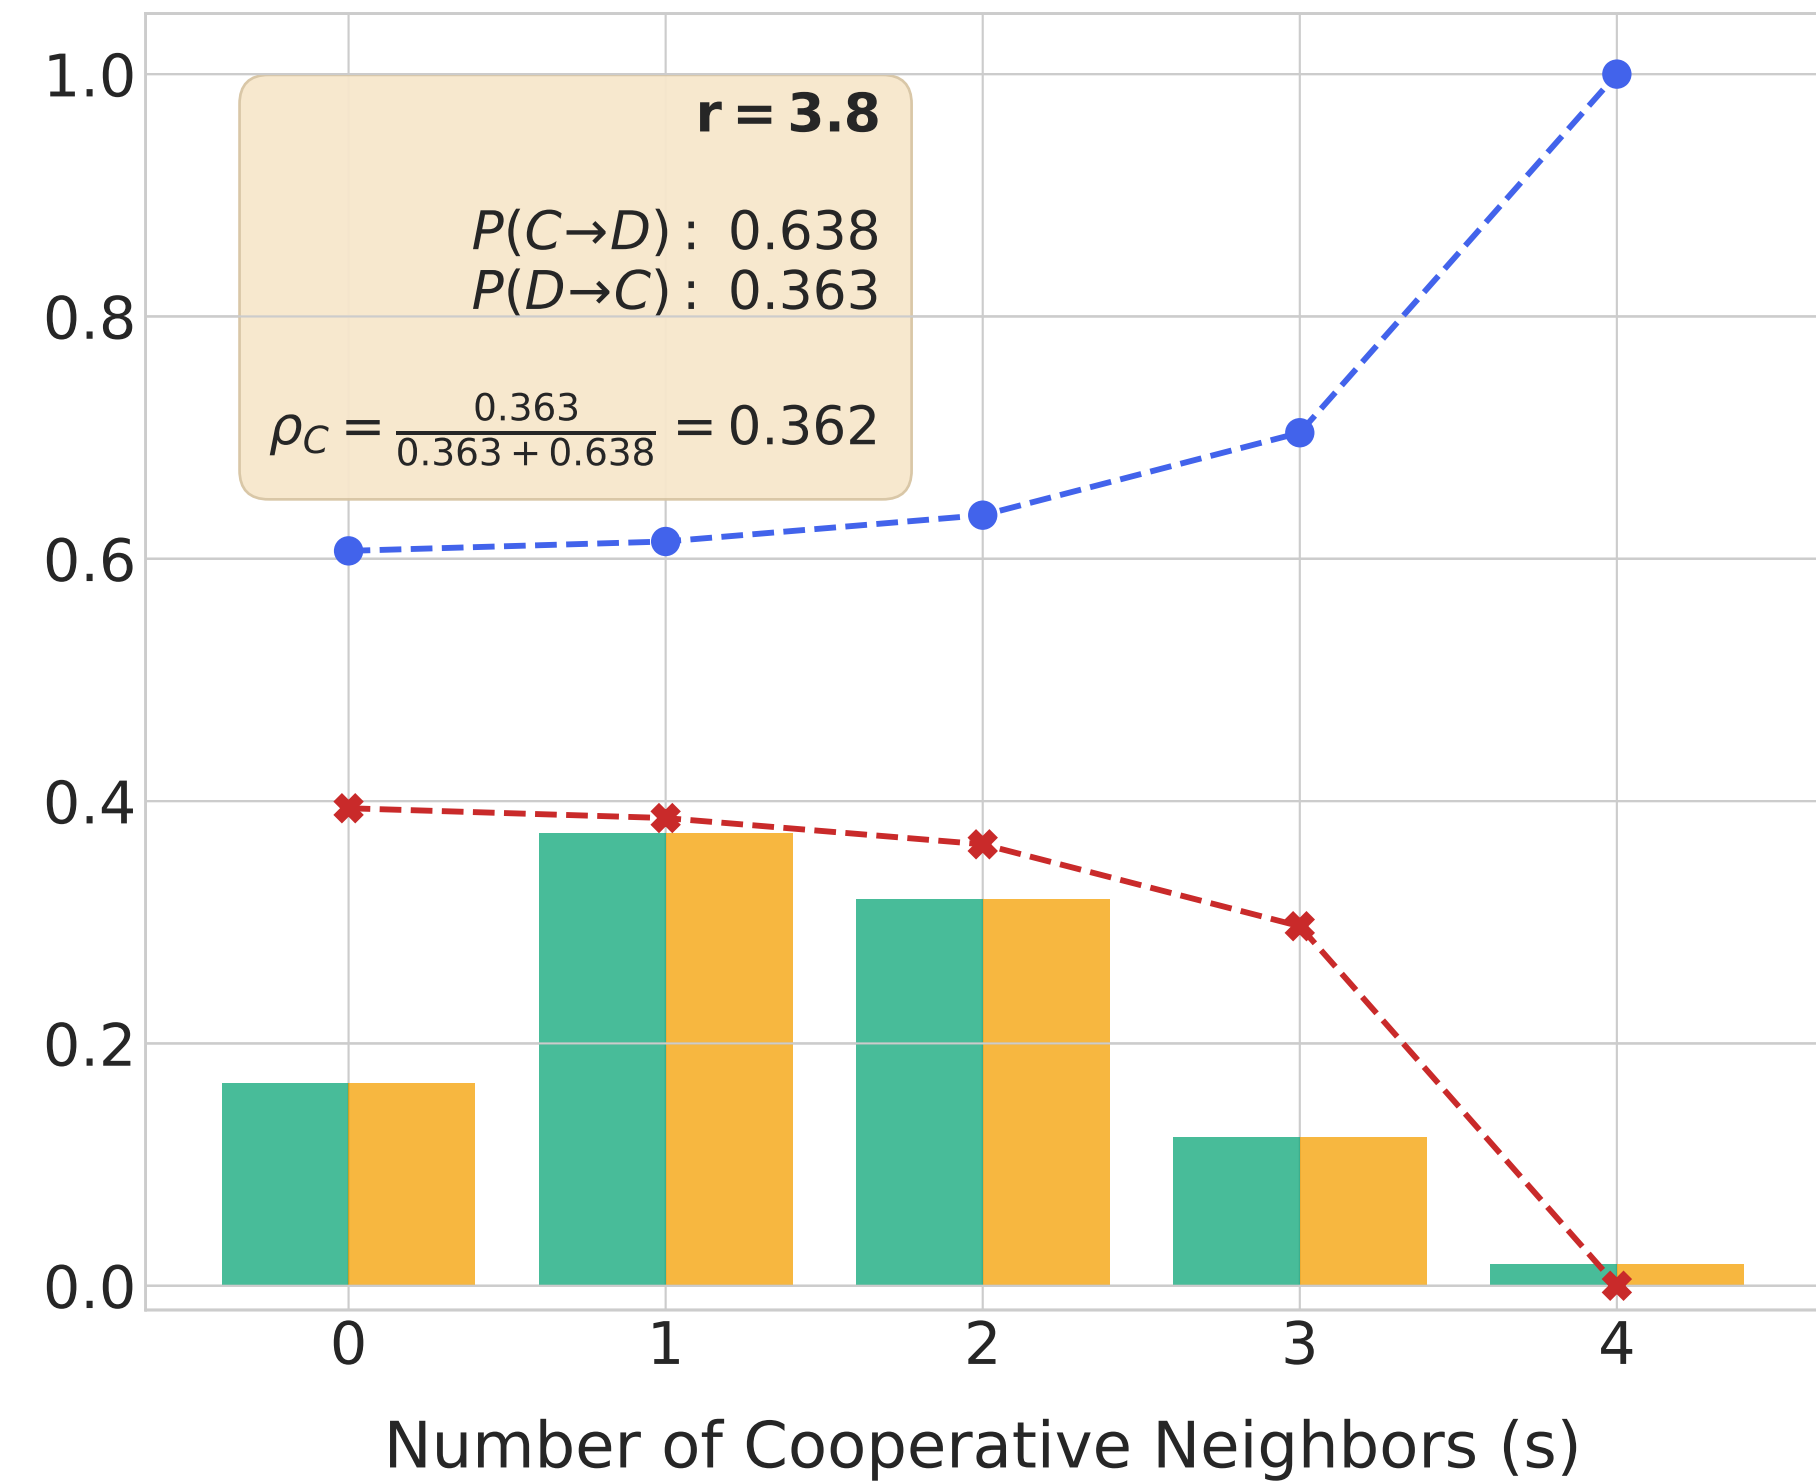 1.0
0.8
0.6
0.4
0.2
0.0
r = 3.8
P(C→D) : 0.638
P(D→C) : 0.363
ρ_C = \frac{0.363}{0.363 + 0.638} = 0.362
0 1 2 3 4
Number of Cooperative Neighbors (s)